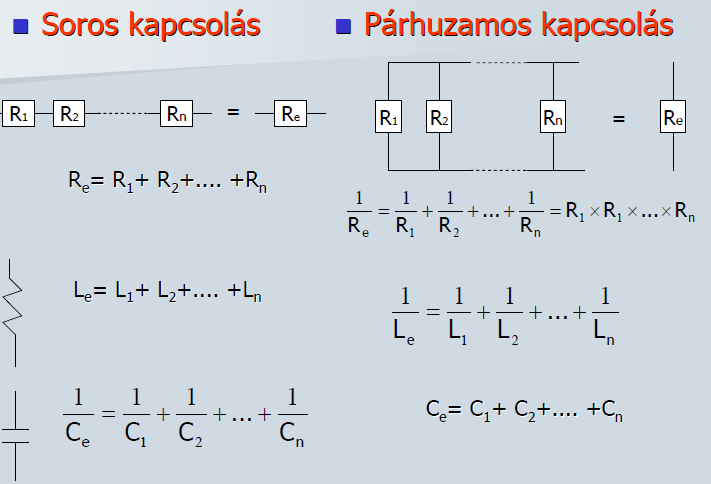 Soros kapcsolás
R1 R2 Rn = Re
Re= R1+ R2+.... +Rn
Le= L1+ L2+.... +Ln
1/Ce = 1/C1 + 1/C2 + ... + 1/Cn
Párhuzamos kapcsolás
R1 R2 Rn = Re
1/Re = 1/R1 + 1/R2 + ... + 1/Rn = R1 × R1 × ... × Rn
1/Le = 1/L1 + 1/L2 + ... + 1/Ln
Ce= C1+ C2+.... +Cn